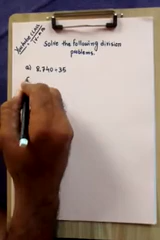 Solve the following division
problems.
a) 8,740÷35